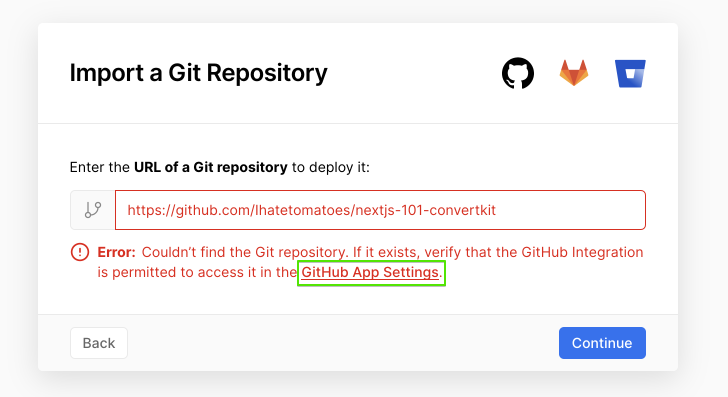 Import a Git Repository
Enter the URL of a Git repository to deploy it:
https://github.com/lhatetomatoes/nextjs-101-convertkit
Error: Couldn't find the Git repository. If it exists, verify that the GitHub Integration
is permitted to access it in the GitHub App Settings.
Back
Continue